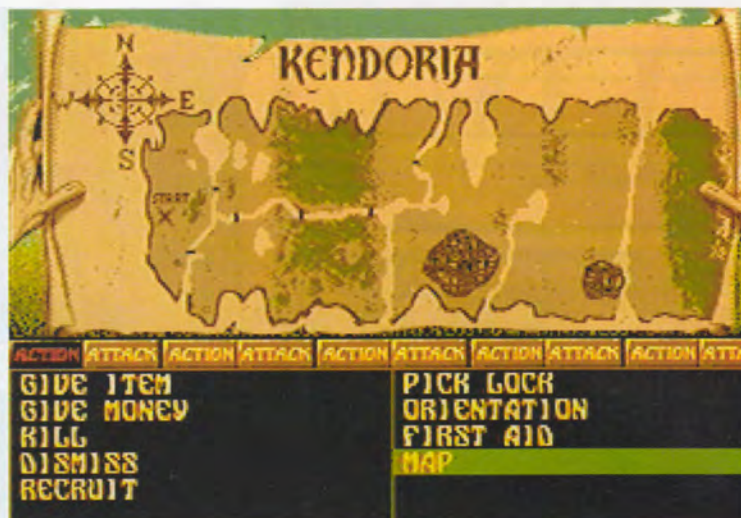 N
KENDORIA
W E
S
START
ACTION ATTACK ACTION ATTACK ACTION ATTACK ACTION ATTACK ACTION ATTA
GIVE ITEM
GIVE MONEY
KILL
DISMISS
RECRUIT
PICK LOCK
ORIENTATION
FIRST AID
MAP